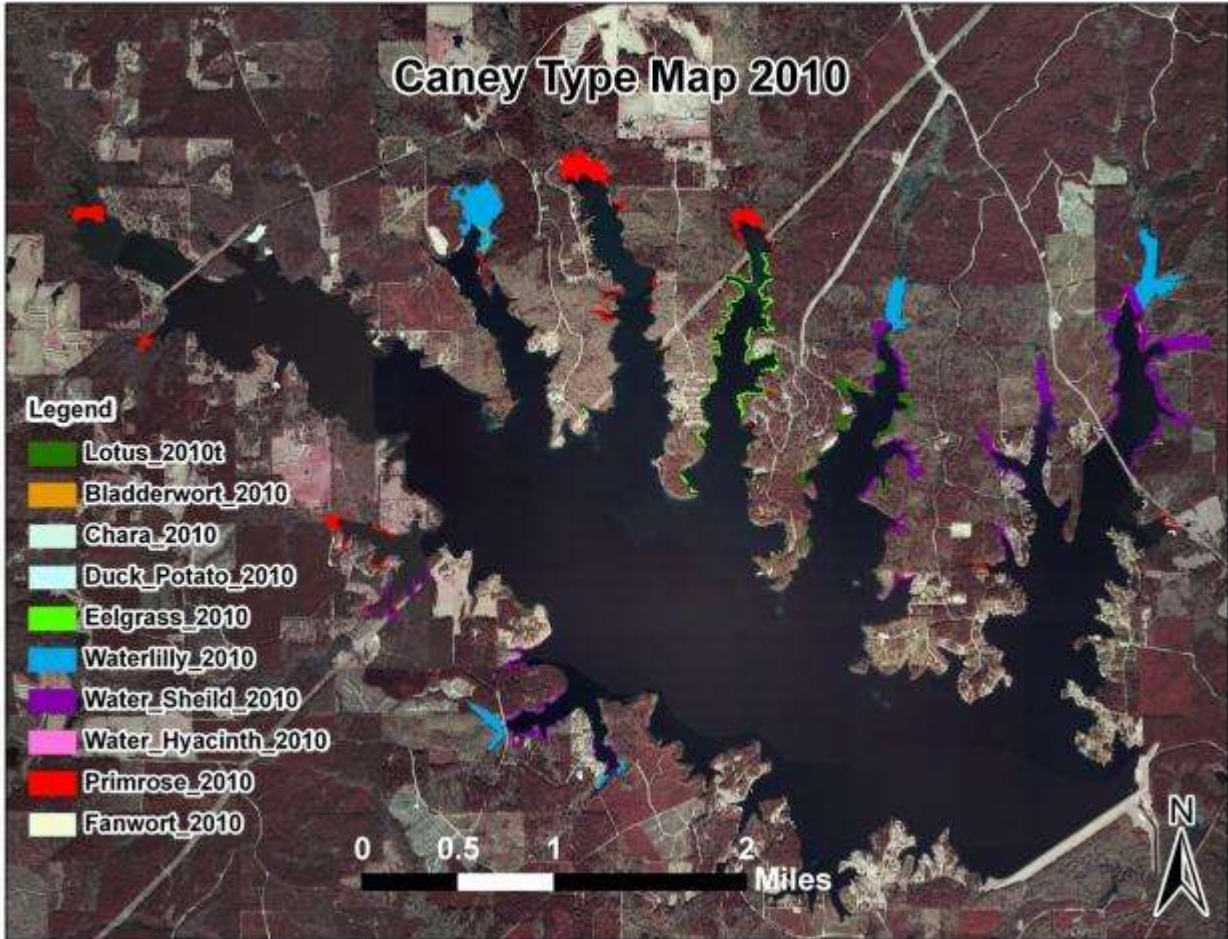 Caney Type Map 2010
Legend
Lotus_2010t
Bladderwort_2010
Chara_2010
Duck_Potato_2010
Eelgrass_2010
Waterlilly_2010
Water_Sheild_2010
Water_Hyacinth_2010
Primrose_2010
Fanwort_2010
0 0.5 1 2
Miles
N